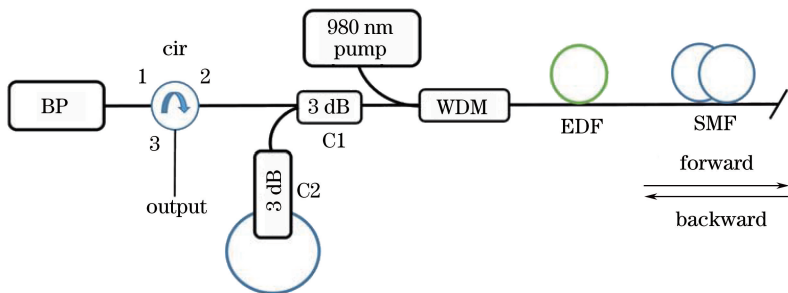 980 nm
pump
cir
1
2
BP
3 dB
WDM
3
C1
EDF
SMF
3 dB
C2
forward
output
backward